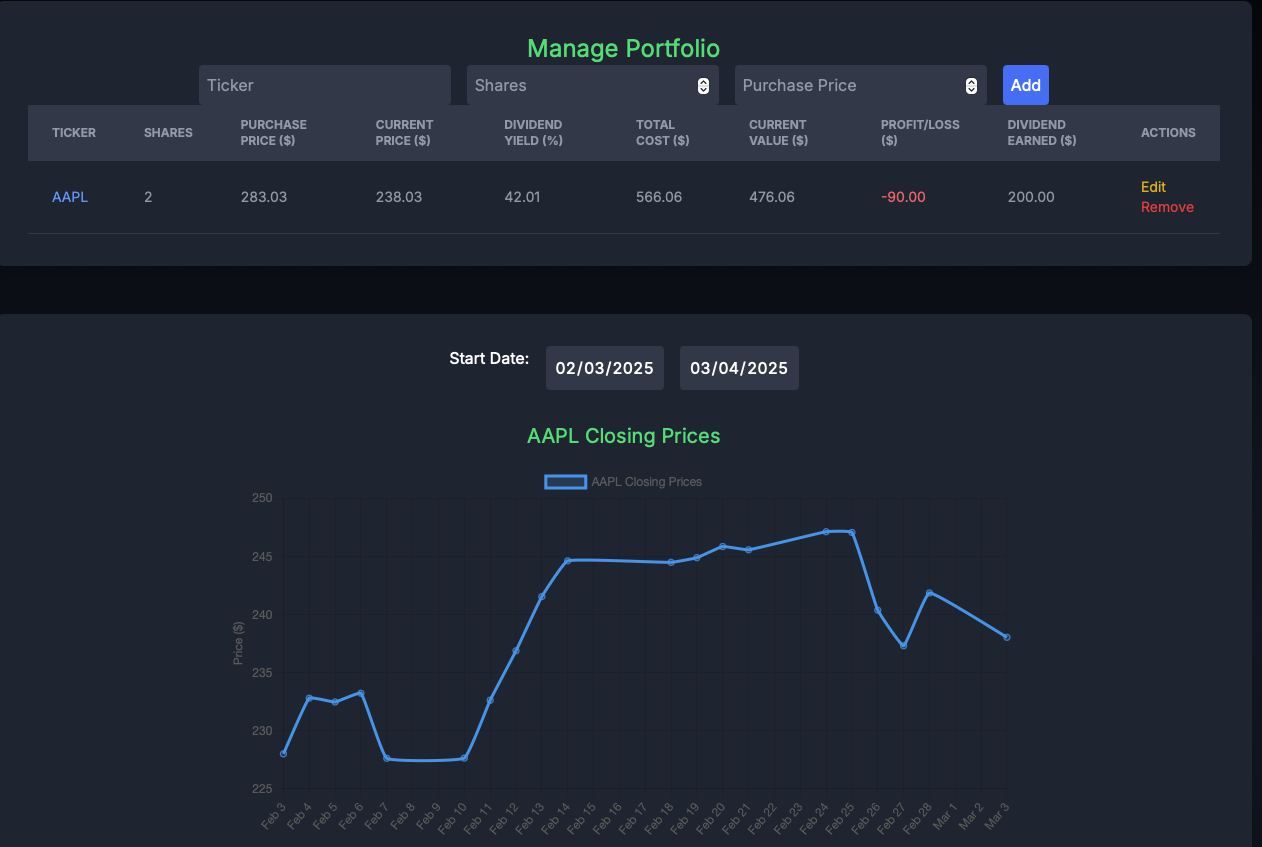 Manage Portfolio
Ticker Shares Purchase Price Add
TICKER SHARES PURCHASE PRICE ($) CURRENT PRICE ($) DIVIDEND YIELD (%) TOTAL COST ($) CURRENT VALUE ($) PROFIT/LOSS ($) DIVIDEND EARNED ($) ACTIONS
AAPL 2 283.03 238.03 42.01 566.06 476.06 -90.00 200.00 Edit
Remove
Start Date: 02/03/2025 03/04/2025
AAPL Closing Prices
AAPL Closing Prices
250
245
240
235
230
225
Price ($)
Feb 3 Feb 4 Feb 5 Feb 6 Feb 7 Feb 8 Feb 9 Feb 10 Feb 11 Feb 12 Feb 13 Feb 14 Feb 15 Feb 16 Feb 17 Feb 18 Feb 19 Feb 20 Feb 21 Feb 22 Feb 23 Feb 24 Feb 25 Feb 26 Feb 27 Feb 28 Mar 1 Mar 2 Mar 3